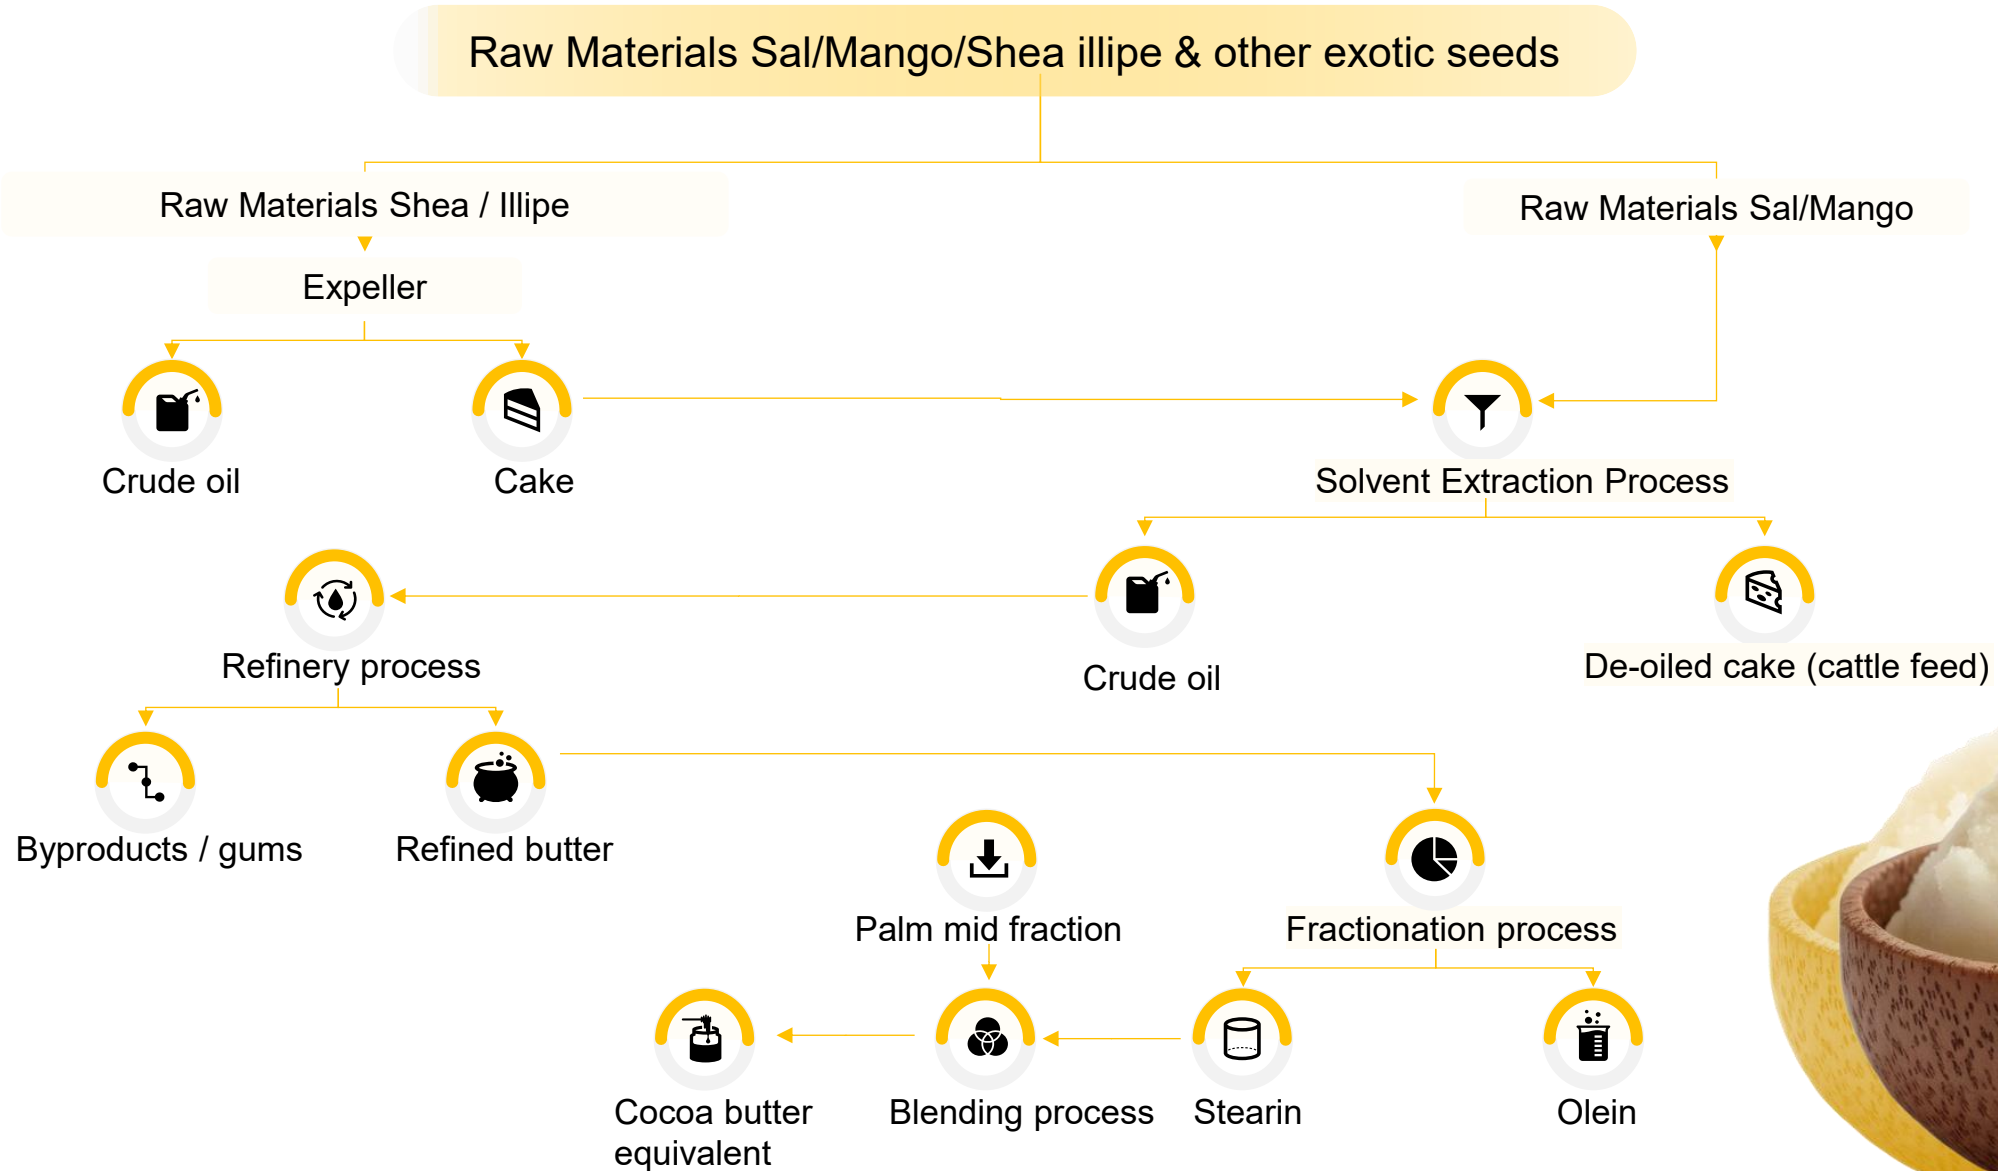 Raw Materials Sal/Mango/Shea illipe & other exotic seeds
Raw Materials Shea / Illipe
Raw Materials Sal/Mango
Expeller
Crude oil
Cake
Solvent Extraction Process
Refinery process
Crude oil
De-oiled cake (cattle feed)
Byproducts / gums
Refined butter
Palm mid fraction
Fractionation process
Cocoa butter
equivalent
Blending process
Stearin
Olein